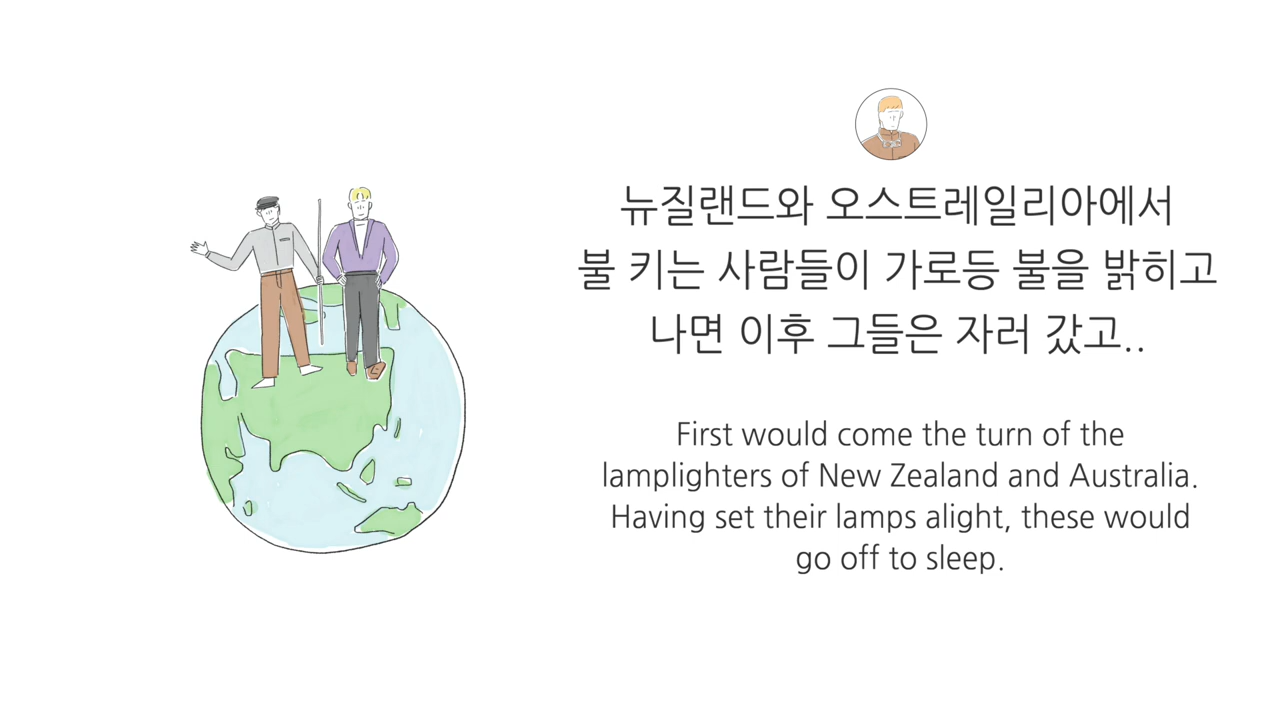 뉴질랜드와 오스트레일리아에서
불 키는 사람들이 가로등 불을 밝히고
나면 이후 그들은 자러 갔고..
First would come the turn of the
lamplighters of New Zealand and Australia.
Having set their lamps alight, these would
go off to sleep.